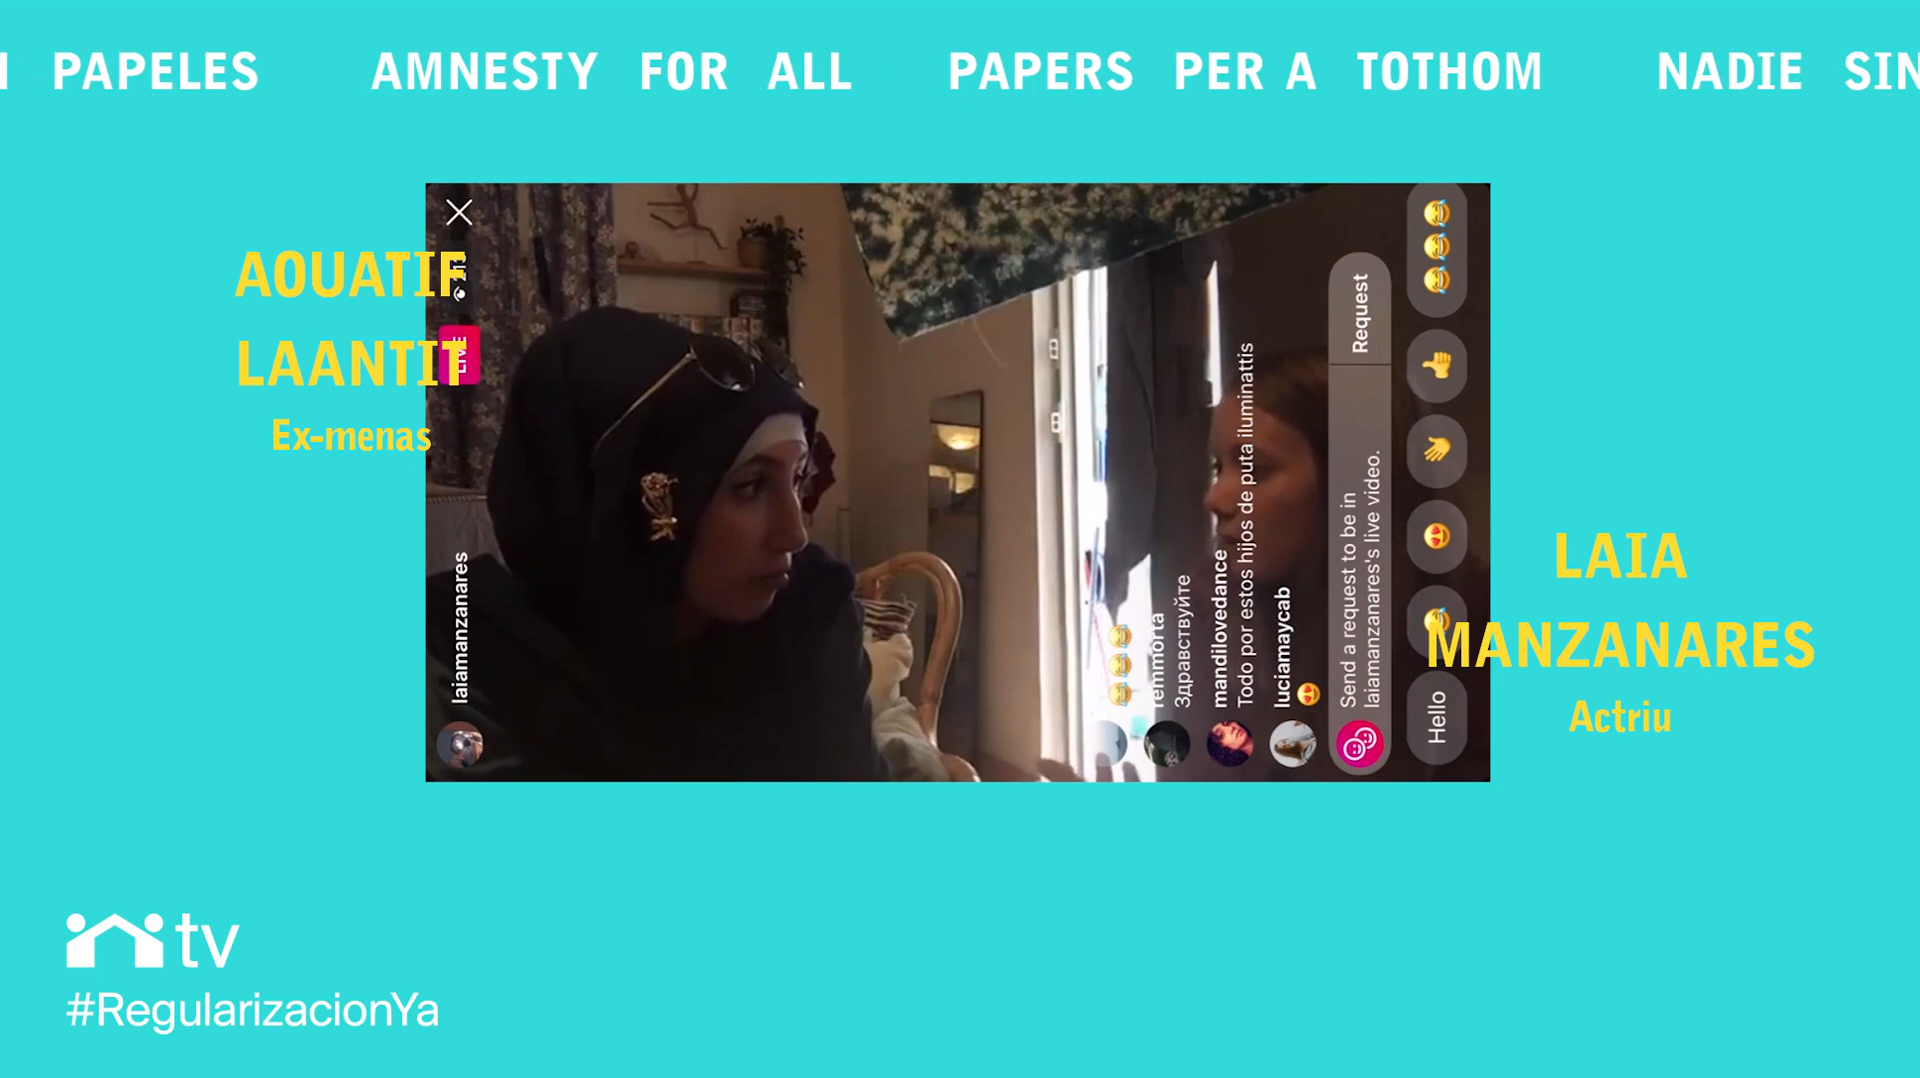 PAPELES AMNESTY FOR ALL PAPERS PER A TOTHOM NADIE SIN
AOUATIF
LAANTIT
Ex-menas
LIVE
laiamanzanares
remmorta
Здравствуйте
mandilovedance
Todo por estos hijos de puta iluminattis
luciamaycab
Send a request to be in
laiamanzanares's live video.
Request
Hello
LAIA
MANZANARES
Actriu
tv
#RegularizacionYa